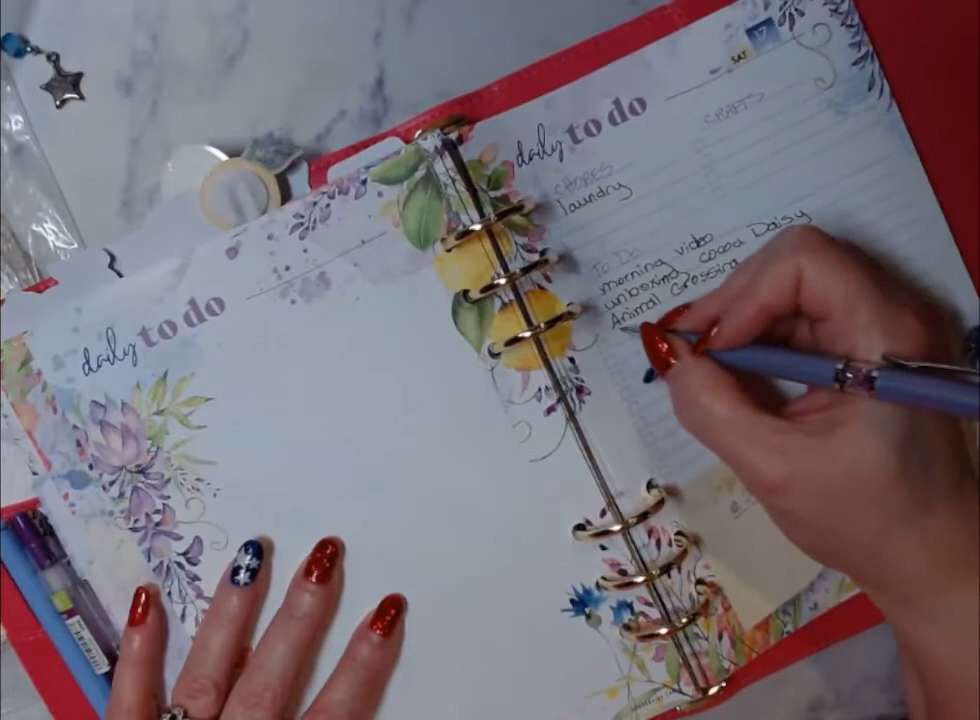 daily to do
daily to do
SAT 17
CHORES
CRAFTS
laundry
To Do
morning video
unboxing cocoa Daisy
Animal Crossing